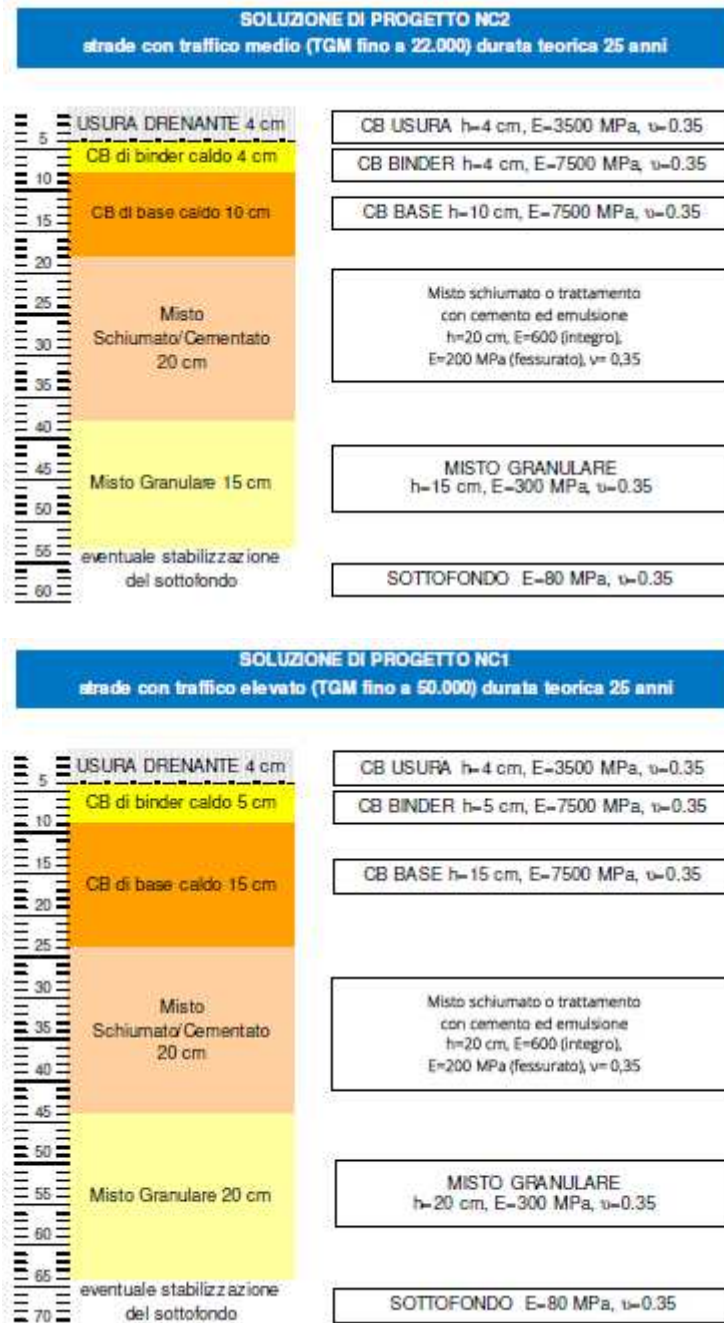 SOLUZIONE DI PROGETTO NC2
strade con traffico medio (TGM fino a 22.000) durata teorica 25 anni
USURA DRENANTE 4 cm
CB USURA h=4 cm, E=3500 MPa, υ=0.35
5
CB di binder caldo 4 cm
CB BINDER h=4 cm, E=7500 MPa, υ=0.35
10
CB di base caldo 10 cm
CB BASE h=10 cm, E=7500 MPa, υ=0.35
15
20
25
Misto
Schiumato/Cementato
20 cm
Misto schiumato o trattamento
con cemento ed emulsione
h=20 cm, E=600 (integro),
E=200 MPa (fessurato), ν= 0,35
30
35
40
45
Misto Granulare 15 cm
MISTO GRANULARE
h=15 cm, E=300 MPa, υ=0.35
50
55
eventuale stabilizzazione
del sottofondo
SOTTOFONDO E=80 MPa, υ=0.35
60
SOLUZIONE DI PROGETTO NC1
strade con traffico elevato (TGM fino a 50.000) durata teorica 25 anni
USURA DRENANTE 4 cm
CB USURA h=4 cm, E=3500 MPa, υ=0.35
5
CB di binder caldo 5 cm
CB BINDER h=5 cm, E=7500 MPa, υ=0.35
10
15
CB di base caldo 15 cm
CB BASE h=15 cm, E=7500 MPa, υ=0.35
20
25
30
Misto
Schiumato/Cementato
20 cm
Misto schiumato o trattamento
con cemento ed emulsione
h=20 cm, E=600 (integro),
E=200 MPa (fessurato), ν= 0,35
35
40
45
50
55
Misto Granulare 20 cm
MISTO GRANULARE
h=20 cm, E=300 MPa, υ=0.35
60
65
eventuale stabilizzazione
del sottofondo
SOTTOFONDO E=80 MPa, υ=0.35
70